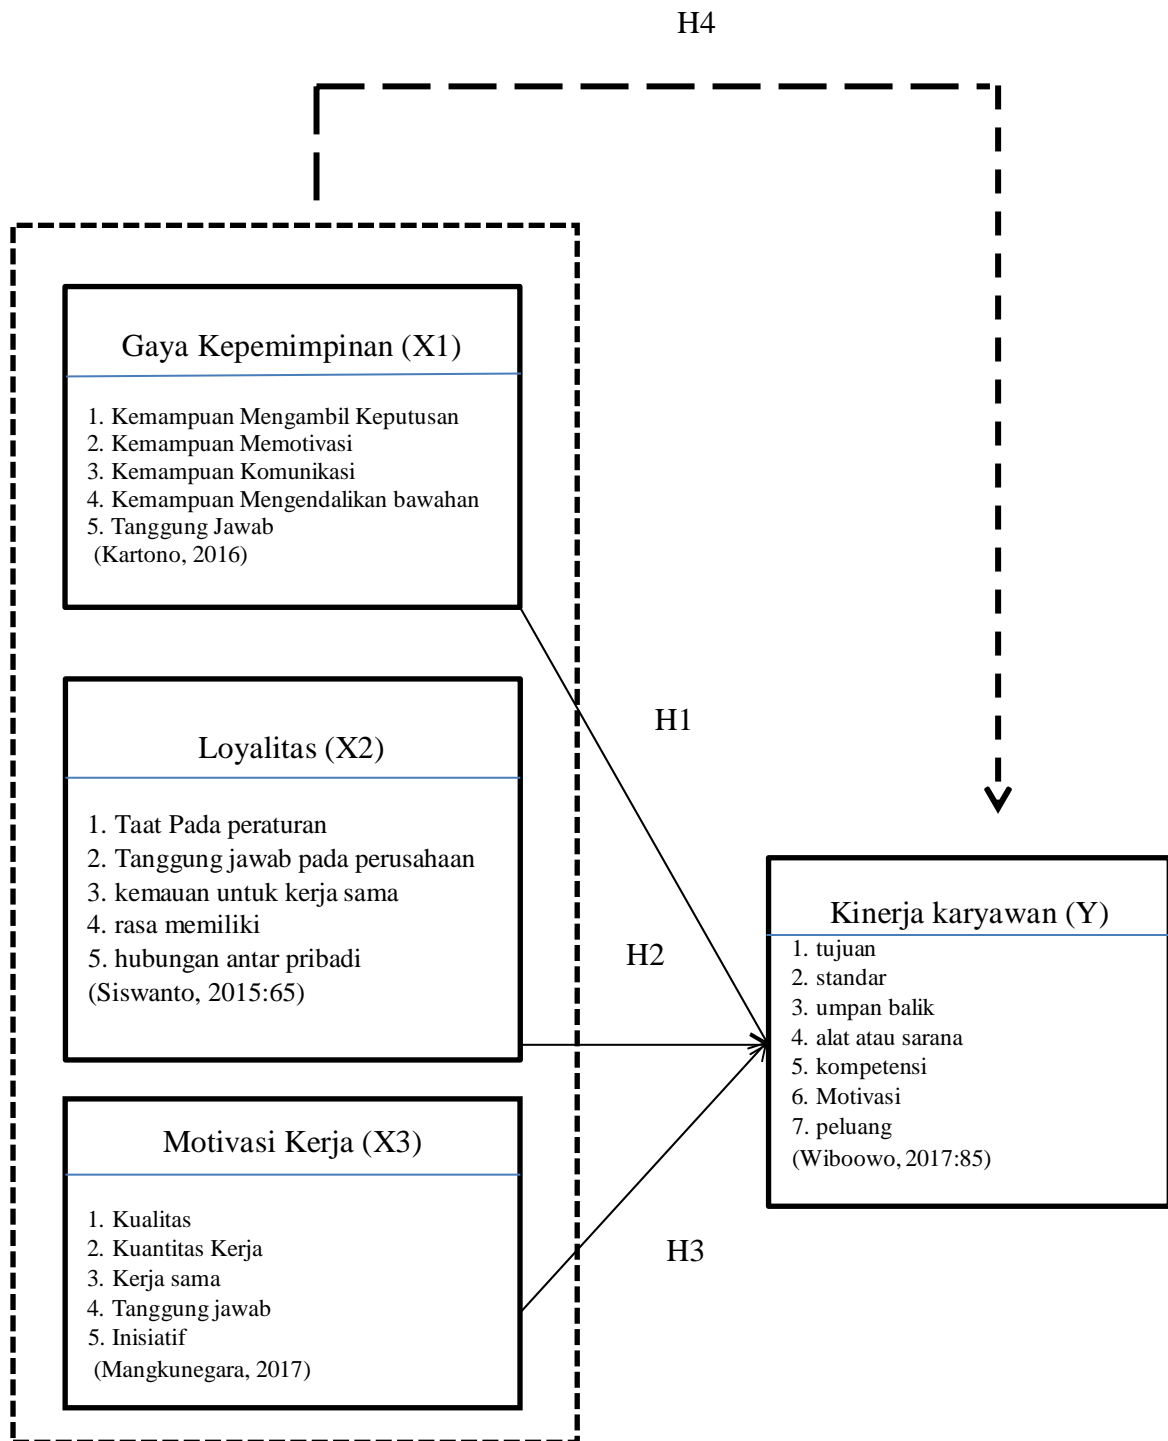 H4
Gaya Kepemimpinan (X1)
1. Kemampuan Mengambil Keputusan
2. Kemampuan Memotivasi
3. Kemampuan Komunikasi
4. Kemampuan Mengendalikan bawahan
5. Tanggung Jawab
(Kartono, 2016)
H1
Loyalitas (X2)
1. Taat Pada peraturan
2. Tanggung jawab pada perusahaan
3. kemauan untuk kerja sama
4. rasa memiliki
5. hubungan antar pribadi
(Siswanto, 2015:65)
H2
Kinerja karyawan (Y)
1. tujuan
2. standar
3. umpan balik
4. alat atau sarana
5. kompetensi
6. Motivasi
7. peluang
(Wiboowo, 2017:85)
Motivasi Kerja (X3)
1. Kualitas
2. Kuantitas Kerja
3. Kerja sama
4. Tanggung jawab
5. Inisiatif
(Mangkunegara, 2017)
H3